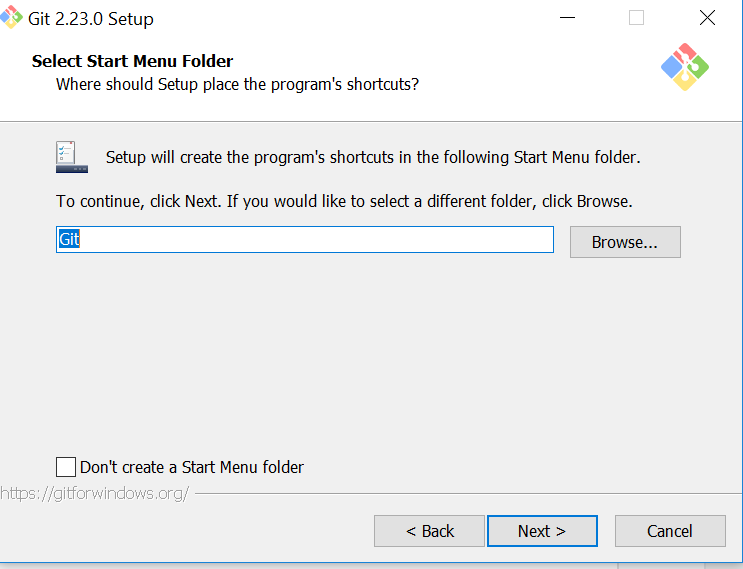 Git 2.23.0 Setup
Select Start Menu Folder
Where should Setup place the program's shortcuts?
Setup will create the program's shortcuts in the following Start Menu folder.
To continue, click Next. If you would like to select a different folder, click Browse.
Git
Browse...
Don't create a Start Menu folder
https://gitforwindows.org/
< Back
Next >
Cancel